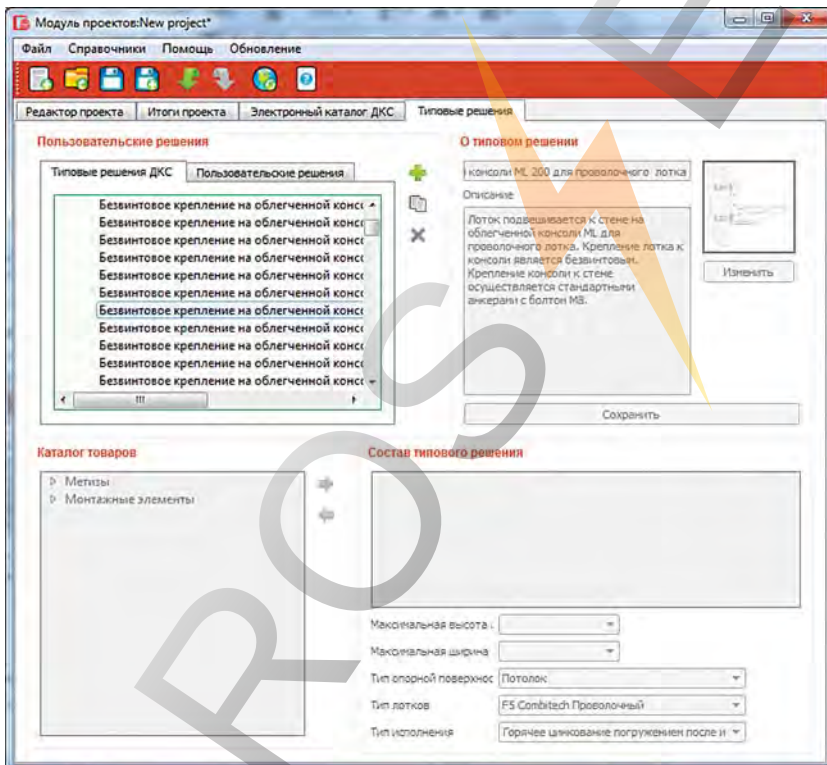 Модуль проектов:New project*
Файл Справочники Помощь Обновление
Редактор проекта Итоги проекта Электронный каталог ДКС Типовые решения
Пользовательские решения
О типовом решении
Типовые решения ДКС Пользовательские решения
консоли ML 200 для проволочного лотка
Описание
Безвинтовое крепление на облегченной консо
Безвинтовое крепление на облегченной консо
Безвинтовое крепление на облегченной консо
Безвинтовое крепление на облегченной консо
Безвинтовое крепление на облегченной консо
Безвинтовое крепление на облегченной консо
Безвинтовое крепление на облегченной консо
Безвинтовое крепление на облегченной консо
Безвинтовое крепление на облегченной консо
Безвинтовое крепление на облегченной консо
Безвинтовое крепление на облегченной консо
Лоток подвешивается к стене на
облегченной консоли ML для
проволочного лотка. Крепление лотка к
консоли является безвинтовым.
Крепление консоли к стене
осуществляется стандартными
анкерами с болтом М8.
Изменить
Сохранить
Каталог товаров
Метизы
Монтажные элементы
Состав типового решения
Максимальная высота
Максимальная ширина
Тип опорной поверхнос Потолок
Тип лотков F5 Combitech Проволочный
Тип исполнения Горячее цинкование погружением после и
ROS E